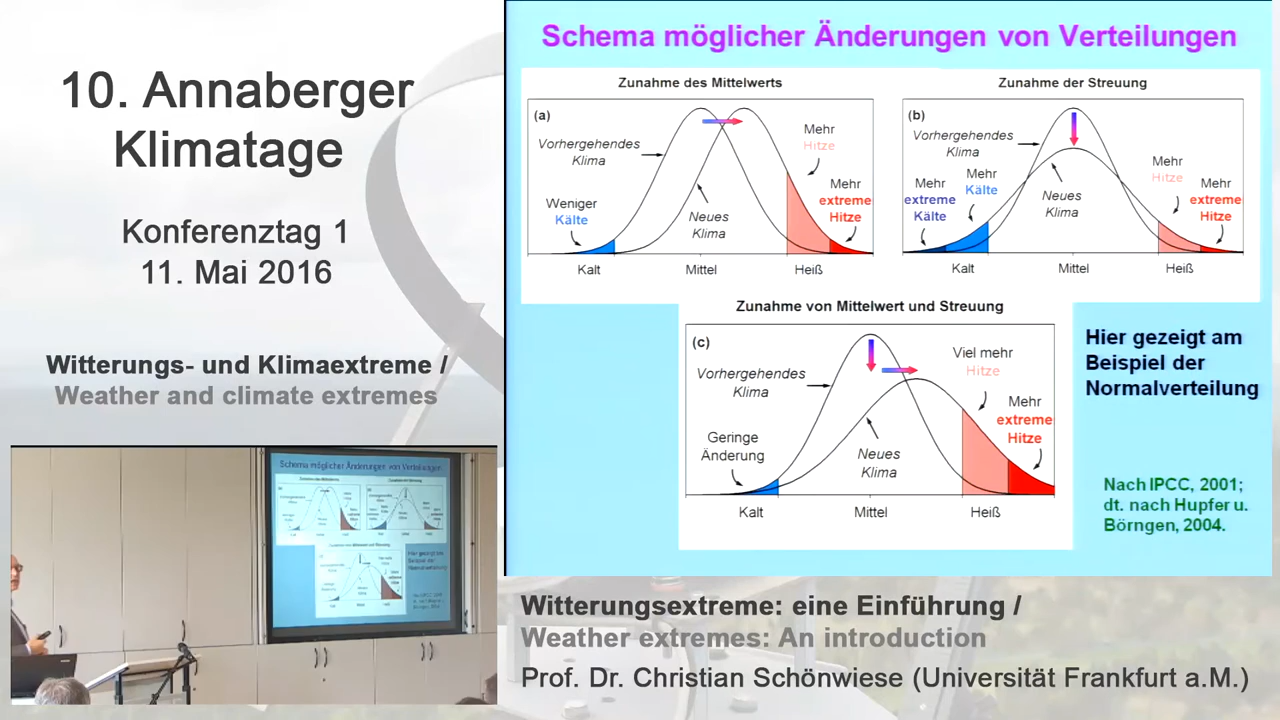 10. Annaberger
Klimatage
Konferenztag 1
11. Mai 2016
Witterungs- und Klimaextreme /
Weather and climate extremes
Schema möglicher Änderungen von Verteilungen
Schema möglicher Änderungen von Verteilungen
Zunahme des Mittelwerts
(a)
Vorhergehendes
Klima
Mehr
Hitze
Weniger
Kälte
Neues
Klima
Mehr
extreme
Hitze
Kalt
Mittel
Heiß
Zunahme der Streuung
(b)
Vorhergehendes
Klima
Mehr
extreme
Kälte
Mehr
Kälte
Neues
Klima
Mehr
Hitze
Mehr
extreme
Hitze
Kalt
Mittel
Heiß
Zunahme von Mittelwert und Streuung
(c)
Vorhergehendes
Klima
Viel mehr
Hitze
Geringe
Änderung
Neues
Klima
Mehr
extreme
Hitze
Kalt
Mittel
Heiß
Hier gezeigt am
Beispiel der
Normalverteilung
Nach IPCC, 2001;
dt. nach Hupfer u.
Börngen, 2004.
Witterungsextreme: eine Einführung /
Weather extremes: An introduction
Prof. Dr. Christian Schönwiese (Universität Frankfurt a.M.)